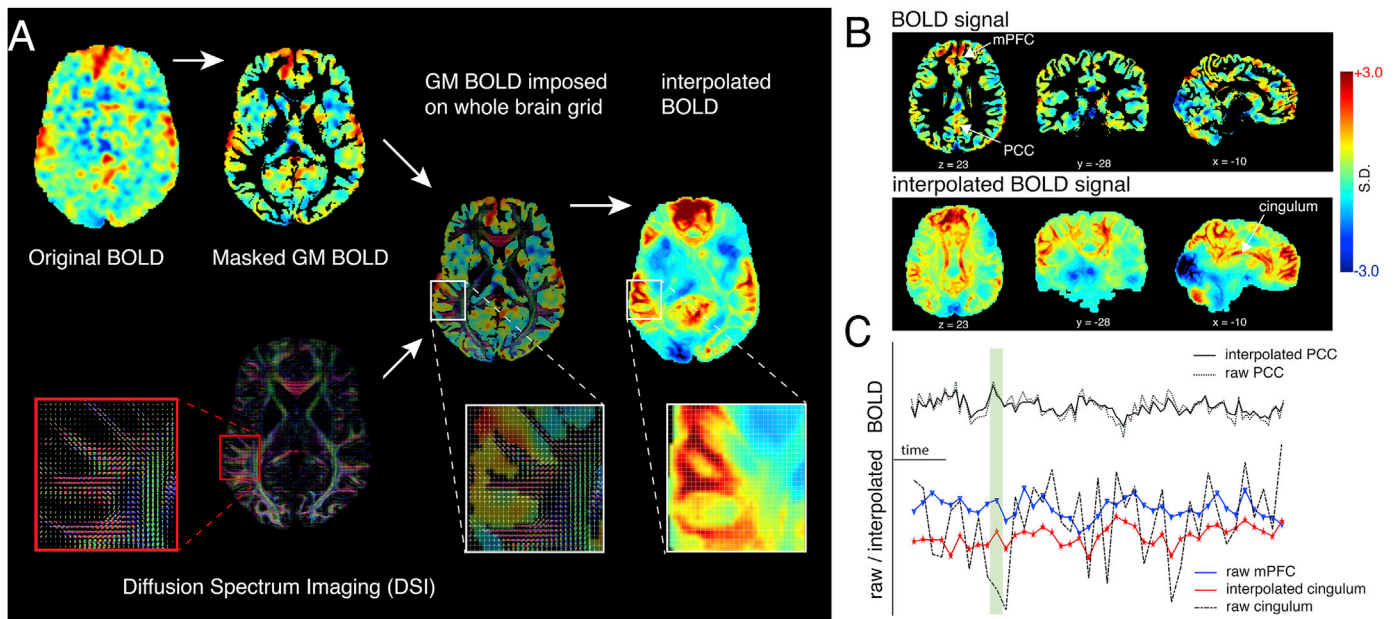 A
GM BOLD imposed
on whole brain grid
interpolated
BOLD
Original BOLD
Masked GM BOLD
Diffusion Spectrum Imaging (DSI)
B
BOLD signal
mPFC
PCC
z = 23
y = -28
x = -10
interpolated BOLD signal
cingulum
z = 23
y = -28
x = -10
+3.0
S.D.
-3.0
C
interpolated PCC
raw PCC
time
raw / interpolated BOLD
raw mPFC
interpolated cingulum
raw cingulum